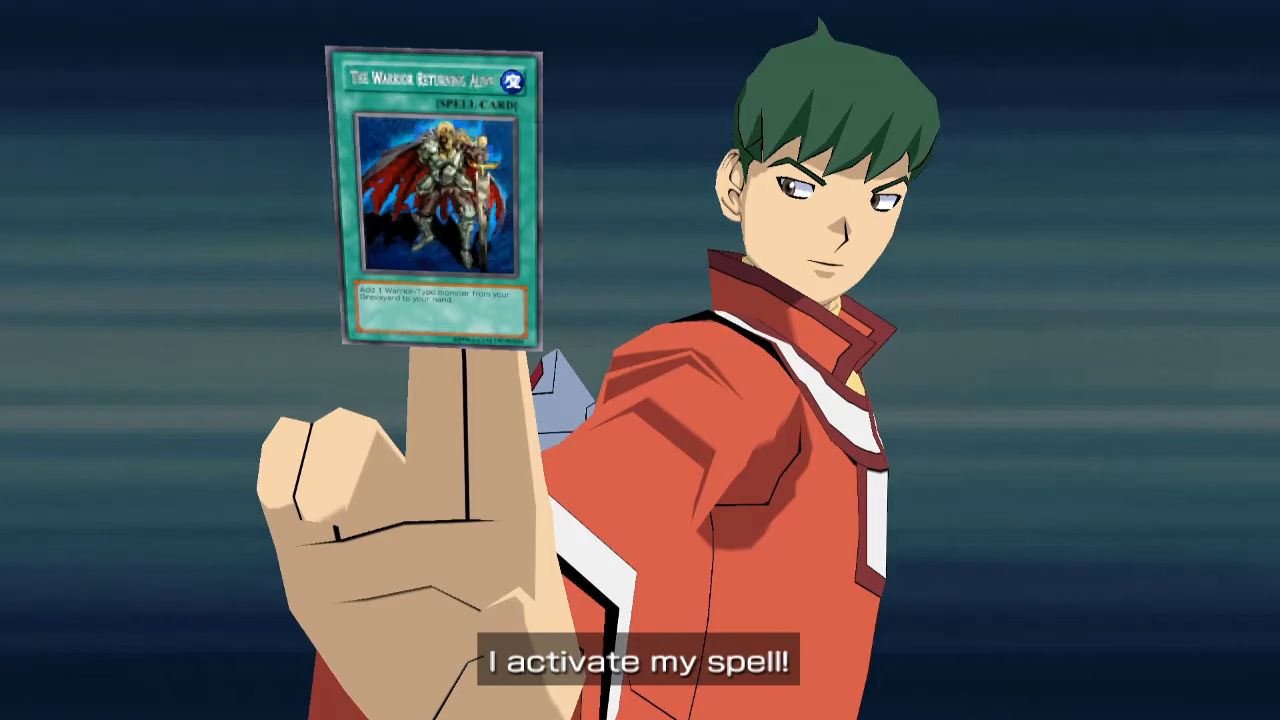 THE WARRIOR RETURNING ALIVE
[SPELL CARD]
Add 1 Warrior-Type monster from your
Graveyard to your hand.
I activate my spell!